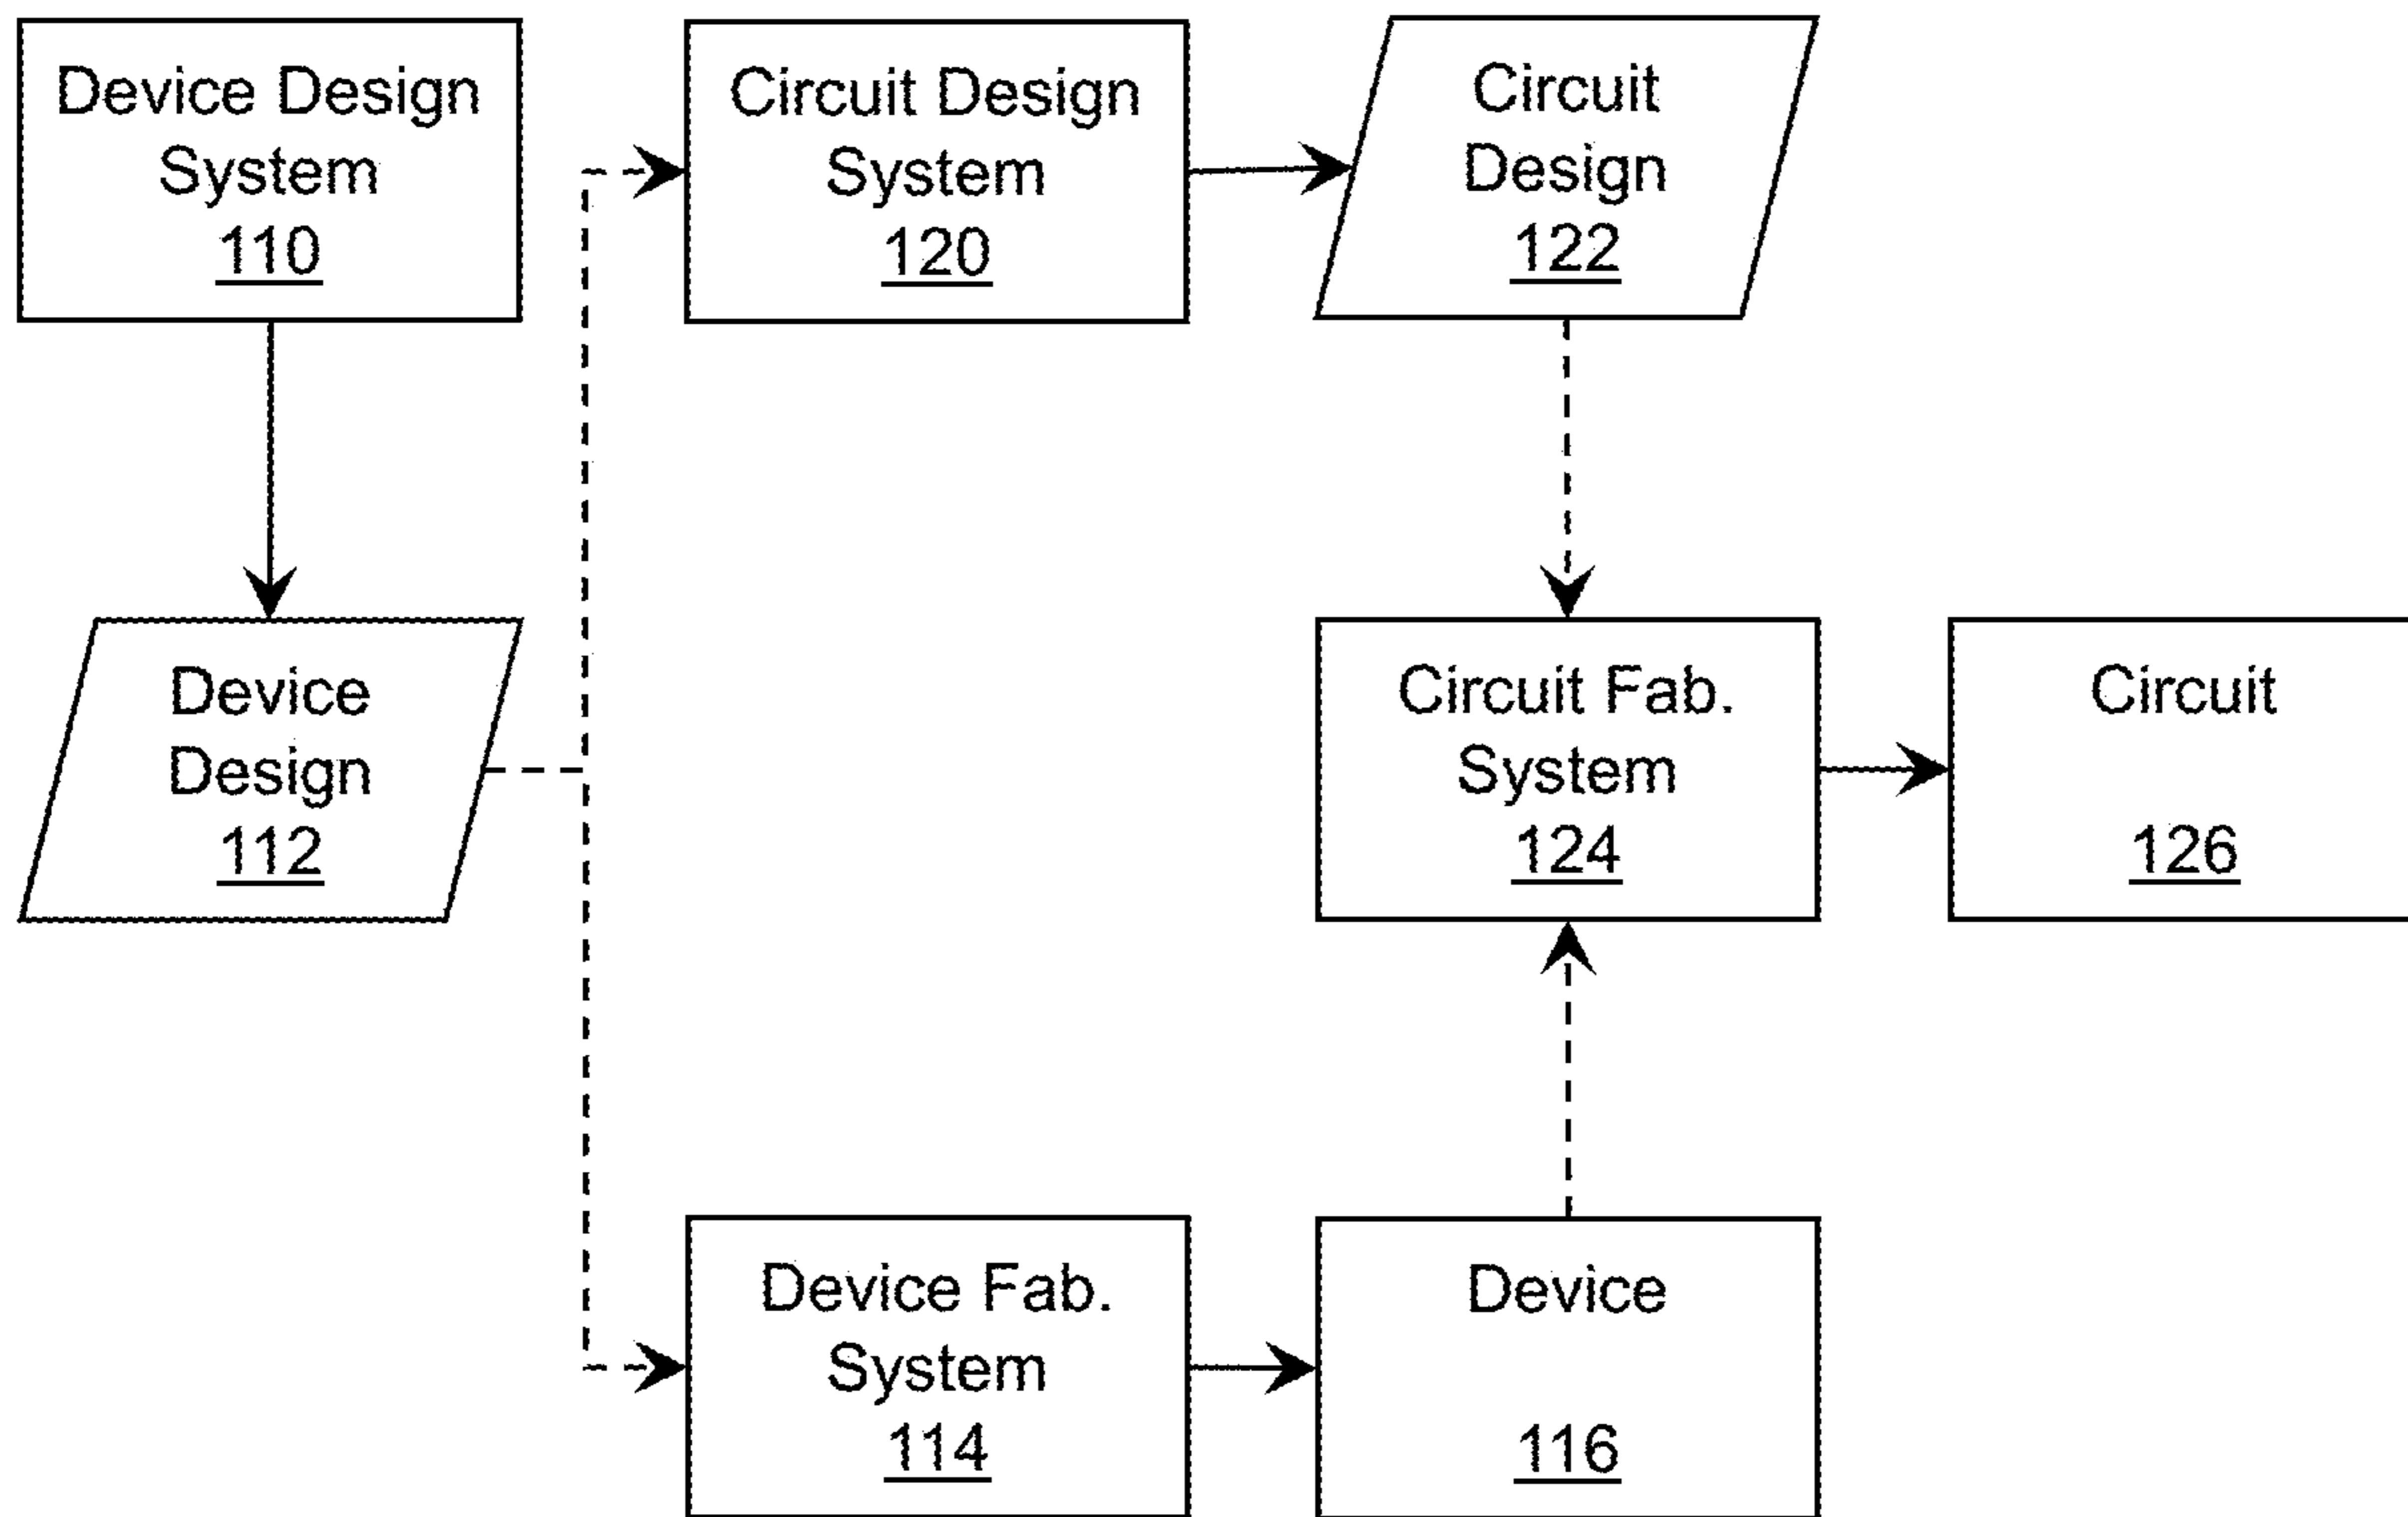 Device Design
System
110
Circuit Design
System
120
Circuit
Design
122
Device
Design
112
Circuit Fab.
System
124
Circuit
126
Device Fab.
System
114
Device
116